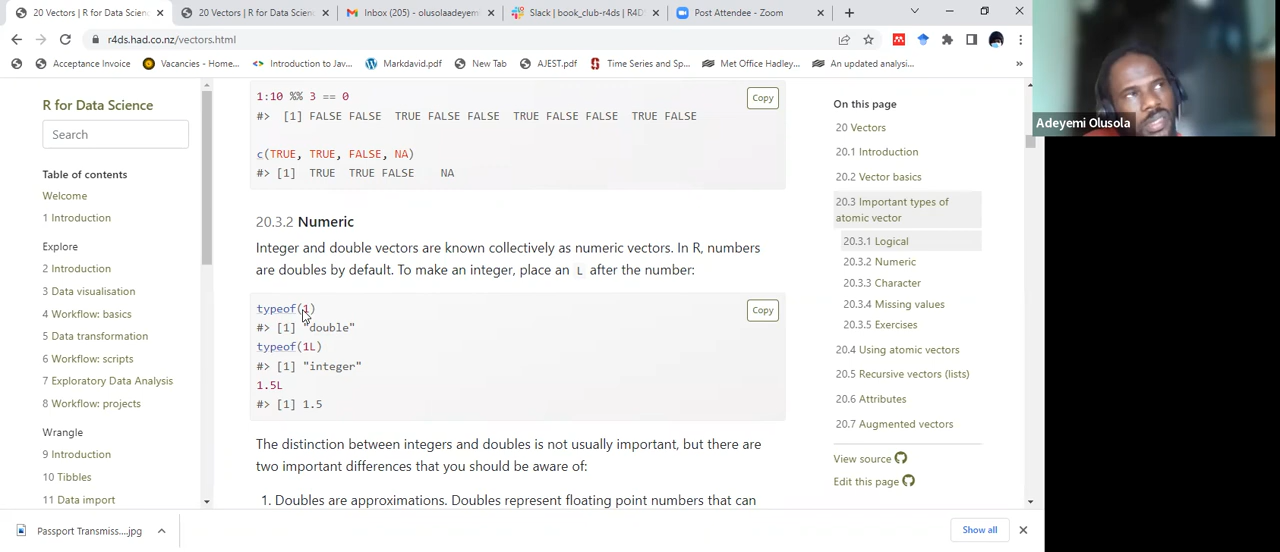 20 Vectors | R for Data Science
20 Vectors | R for Data Scienc
Inbox (205) - olusolaadeyem
Slack | book_club-r4ds | R4D
Post Attendee - Zoom
r4ds.had.co.nz/vectors.html
Acceptance Invoice
Vacancies - Home...
Introduction to Jav...
Markdavid.pdf
New Tab
AJEST.pdf
Time Series and Sp...
Met Office Hadley...
An updated analysi...
R for Data Science
Search
Table of contents
Welcome
1 Introduction
Explore
2 Introduction
3 Data visualisation
4 Workflow: basics
5 Data transformation
6 Workflow: scripts
7 Exploratory Data Analysis
8 Workflow: projects
Wrangle
9 Introduction
10 Tibbles
11 Data import
1:10 %% 3 == 0
Copy
#> [1] FALSE FALSE TRUE FALSE FALSE TRUE FALSE FALSE TRUE FALSE
c(TRUE, TRUE, FALSE, NA)
#> [1] TRUE TRUE FALSE NA
20.3.2 Numeric
Integer and double vectors are known collectively as numeric vectors. In R, numbers
are doubles by default. To make an integer, place an L after the number:
typeof(1)
Copy
#> [1] "double"
typeof(1L)
#> [1] "integer"
1.5L
#> [1] 1.5
The distinction between integers and doubles is not usually important, but there are
two important differences that you should be aware of:
1. Doubles are approximations. Doubles represent floating point numbers that can
On this page
20 Vectors
20.1 Introduction
20.2 Vector basics
20.3 Important types of
atomic vector
20.3.1 Logical
20.3.2 Numeric
20.3.3 Character
20.3.4 Missing values
20.3.5 Exercises
20.4 Using atomic vectors
20.5 Recursive vectors (lists)
20.6 Attributes
20.7 Augmented vectors
View source
Edit this page
Adeyemi Olusola
Passport Transmiss....jpg
Show all